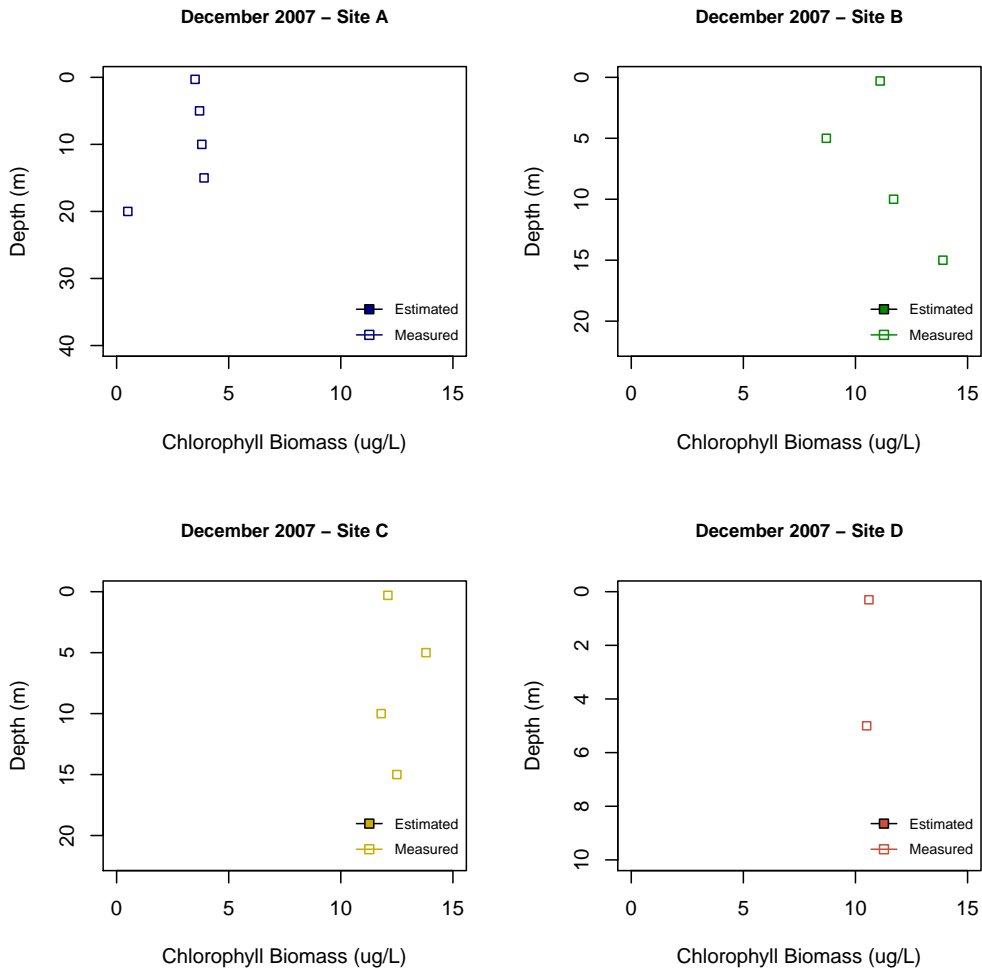 December 2007 – Site A
0
10
20
30
40
Depth (m)
Estimated
Measured
0 5 10 15
Chlorophyll Biomass (ug/L)
December 2007 – Site B
0
5
10
15
20
Depth (m)
Estimated
Measured
0 5 10 15
Chlorophyll Biomass (ug/L)
December 2007 – Site C
0
5
10
15
20
Depth (m)
Estimated
Measured
0 5 10 15
Chlorophyll Biomass (ug/L)
December 2007 – Site D
0
2
4
6
8
10
Depth (m)
Estimated
Measured
0 5 10 15
Chlorophyll Biomass (ug/L)